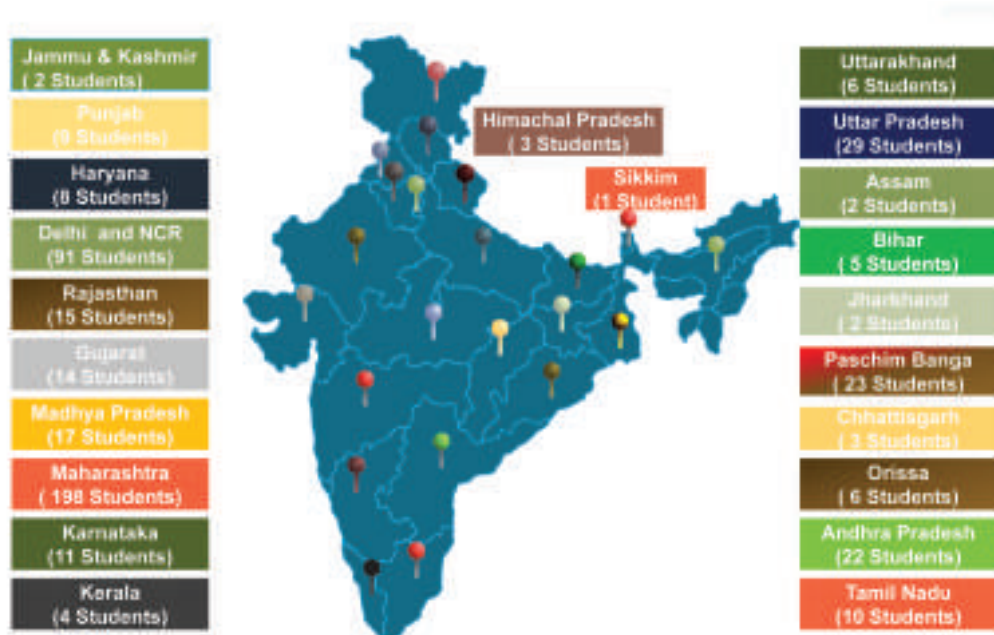 Jammu & Kashmir
( 2 Students)
Punjab
(9 Students)
Haryana
(8 Students)
Delhi and NCR
(91 Students)
Rajasthan
(15 Students)
Gujarat
(14 Students)
Madhya Pradesh
(17 Students)
Maharashtra
( 198 Students)
Karnataka
(11 Students)
Kerala
(4 Students)
Himachal Pradesh
( 3 Students)
Sikkim
(1 Student)
Uttarakhand
(6 Students)
Uttar Pradesh
(29 Students)
Assam
(2 Students)
Bihar
( 5 Students)
Jharkhand
( 2 Students)
Paschim Banga
( 23 Students)
Chhattisgarh
( 3 Students)
Orissa
( 6 Students)
Andhra Pradesh
(22 Students)
Tamil Nadu
(10 Students)